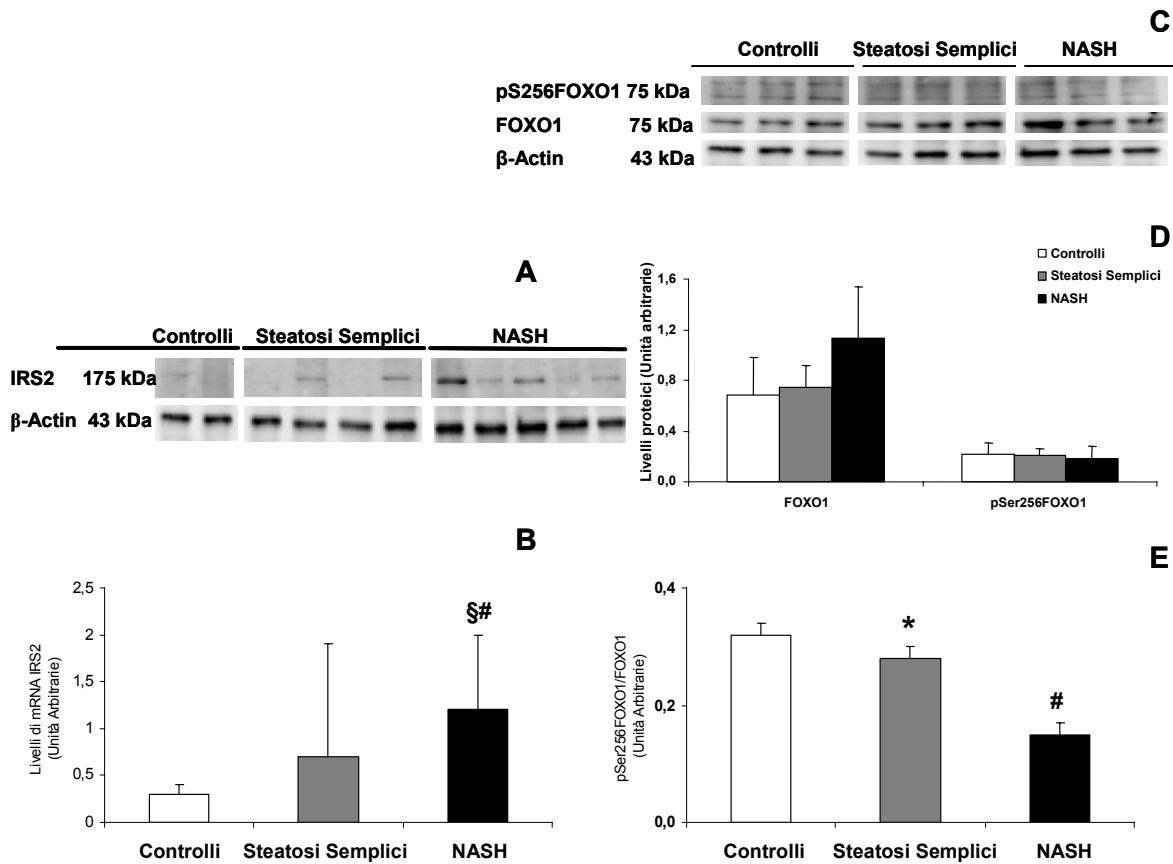 C
Controlli Steatosi Semplici NASH
pS256FOXO1 75 kDa
FOXO1 75 kDa
β-Actin 43 kDa
A
Controlli Steatosi Semplici NASH
IRS2 175 kDa
β-Actin 43 kDa
D
Controlli
Steatosi Semplici
NASH
Livelli proteici (Unità arbitrarie)
1,6
1,2
0,8
0,4
0,0
FOXO1 pSer256FOXO1
B
Livelli di mRNA IRS2
(Unità Arbitrarie)
2,5
2
1,5
1
0,5
0
§#
Controlli Steatosi Semplici NASH
E
pSer256FOXO1/FOXO1
(Unità Arbitrarie)
0,4
0,2
0,0
*
#
Controlli Steatosi Semplici NASH